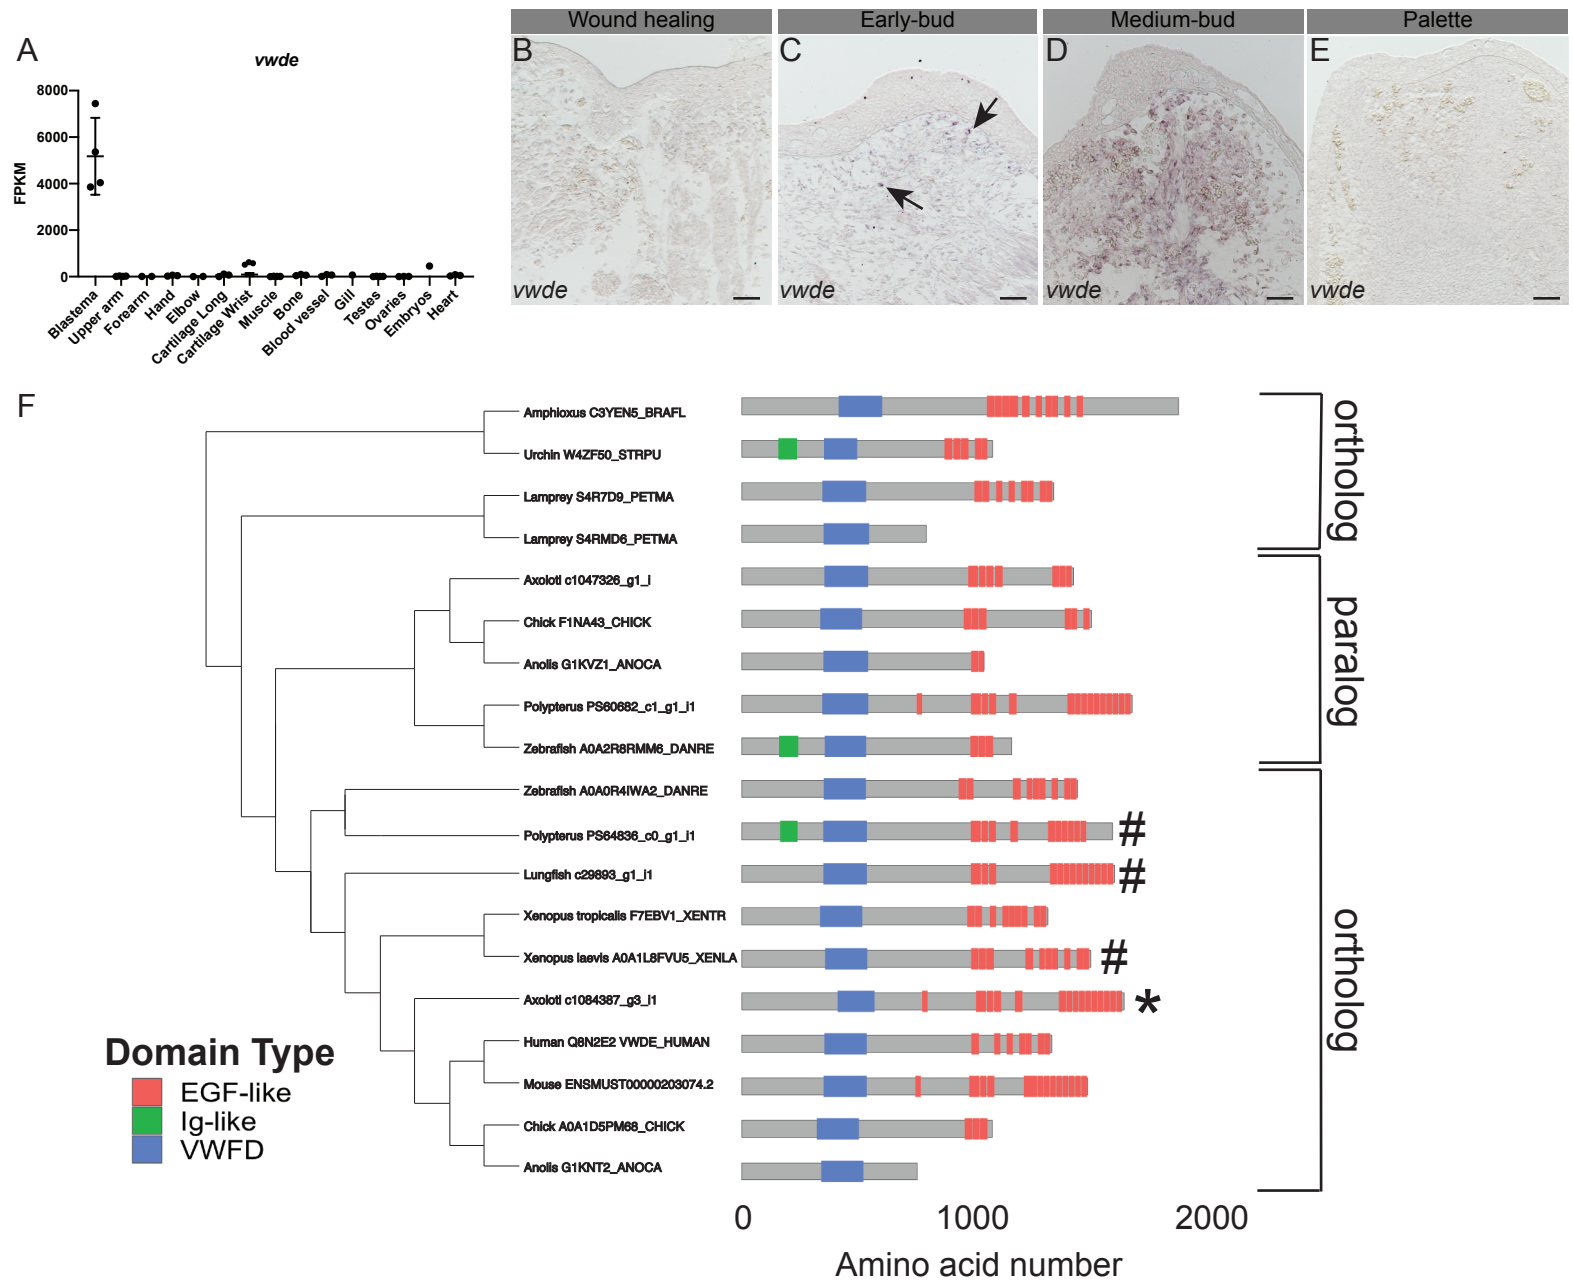 A
vwde
8000
6000
4000
2000
0
FPKM
Blastema
Upper arm
Forearm
Hand
Elbow
Cartilage Long
Cartilage Wrist
Muscle
Bone
Blood vessel
Gill
Testes
Ovaries
Embryos
Heart
Wound healing
B
vwde
Early-bud
C
vwde
Medium-bud
D
vwde
Palette
E
vwde
F
Amphioxus C3YEN5_BRAFL
Urchin W4ZF50_STRPU
Lamprey S4R7D9_PETMA
Lamprey S4RMD6_PETMA
ortholog
Axolotl c1047326_g1_i
Chick F1NA43_CHICK
Anolis G1KVZ1_ANOCA
Polypterus PS60682_c1_g1_i1
Zebrafish A0A2R8RMM6_DANRE
paralog
Zebrafish A0A0R4IWA2_DANRE
Polypterus PS64836_c0_g1_i1 #
Lungfish c29893_g1_i1 #
Xenopus tropicalis F7EBV1_XENTR
Xenopus laevis A0A1L8FVU5_XENLA #
Axolotl c1084387_g3_i1 *
Human Q8N2E2 VWDE_HUMAN
Mouse ENSMUST00000203074.2
Chick A0A1D5PM68_CHICK
Anolis G1KNT2_ANOCA
ortholog
Domain Type
EGF-like
Ig-like
VWFD
0 1000 2000
Amino acid number